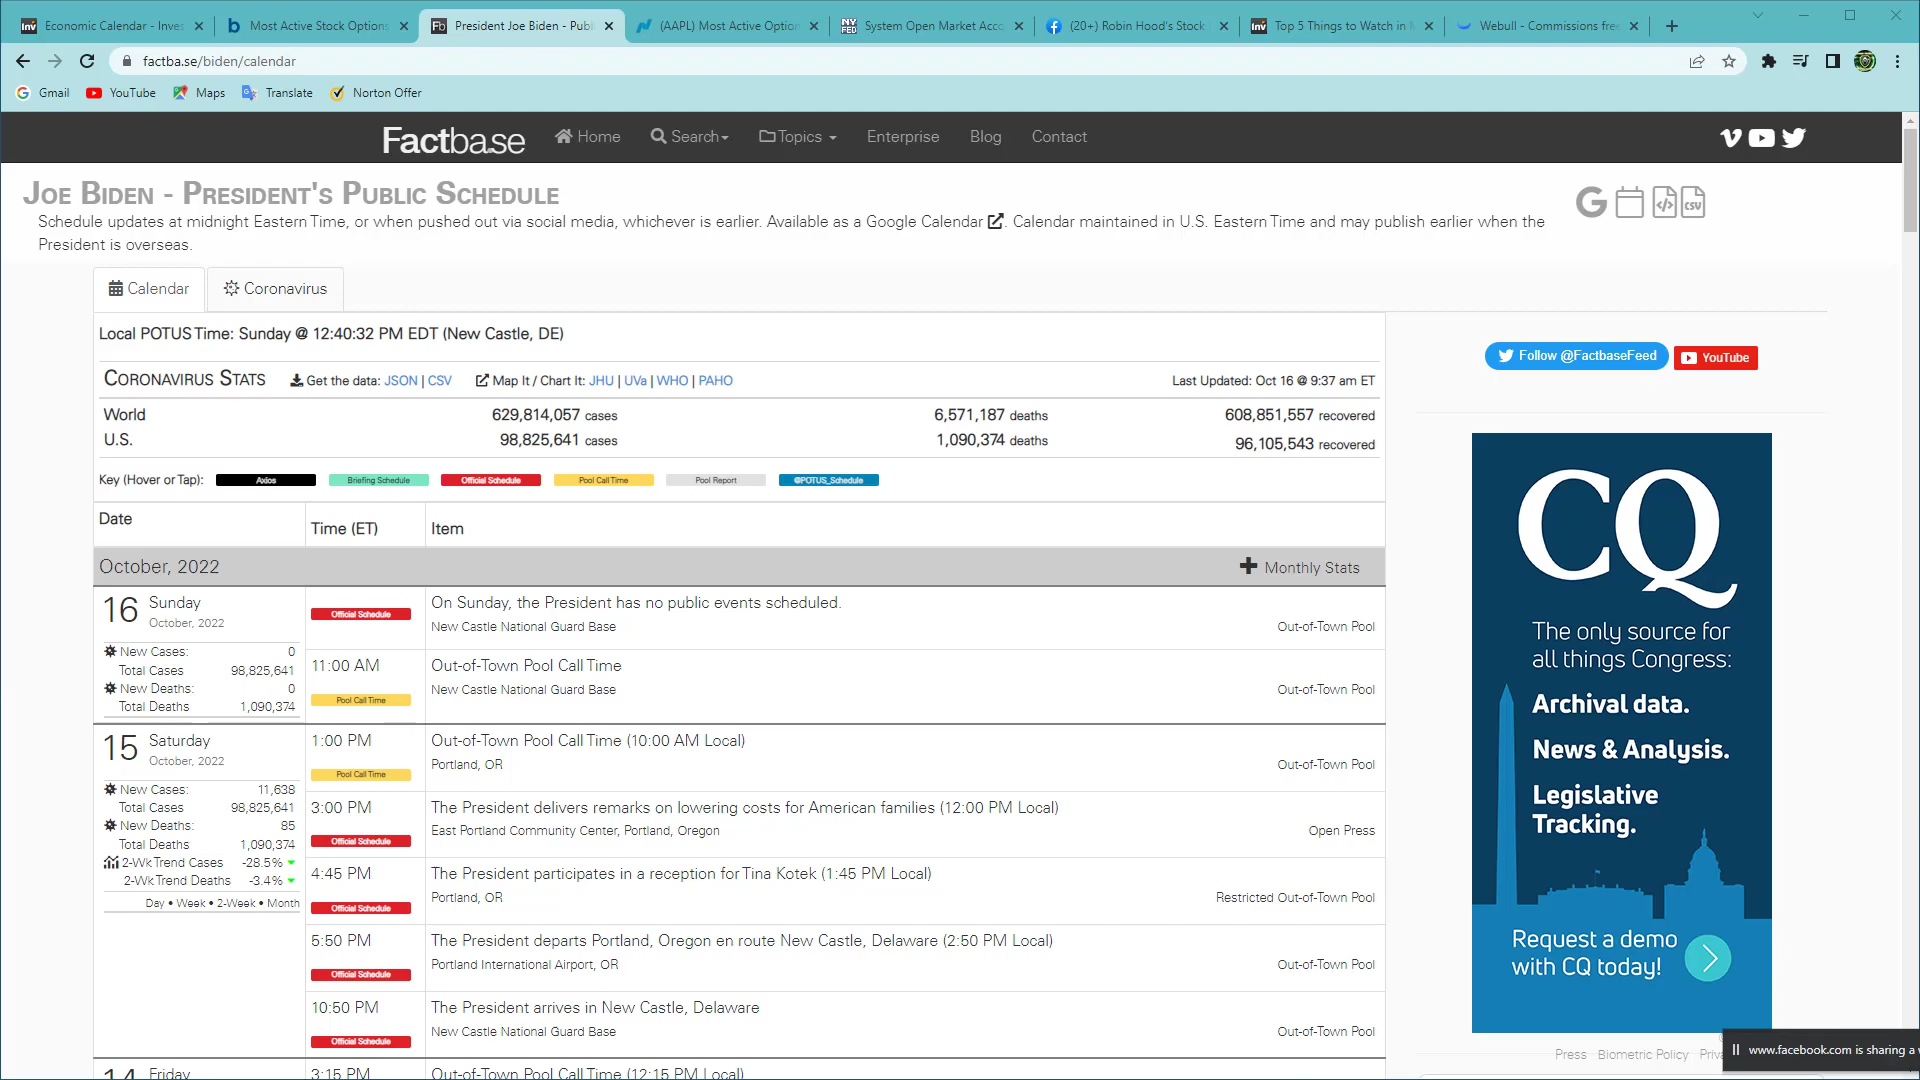 Economic Calendar - Inves
Most Active Stock Options
President Joe Biden - Publ
(AAPL) Most Active Option
System Open Market Acco
(20+) Robin Hood's Stock
Top 5 Things to Watch in M
Webull - Commissions free
factba.se/biden/calendar
Gmail
YouTube
Maps
Translate
Norton Offer
Factba.se
Home
Search
Topics
Enterprise
Blog
Contact
Joe Biden - President's Public Schedule
Schedule updates at midnight Eastern Time, or when pushed out via social media, whichever is earlier. Available as a Google Calendar . Calendar maintained in U.S. Eastern Time and may publish earlier when the
President is overseas.
Calendar
Coronavirus
Local POTUS Time: Sunday @ 12:40:32 PM EDT (New Castle, DE)
Coronavirus Stats Get the data: JSON | CSV Map It / Chart It: JHU | UVa | WHO | PAHO Last Updated: Oct 16 @ 9:37 am ET
World 629,814,057 cases 6,571,187 deaths 608,851,557 recovered
U.S. 98,825,641 cases 1,090,374 deaths 96,105,543 recovered
Key (Hover or Tap): Axios Briefing Schedule Official Schedule Pool Call Time Pool Report @POTUS_Schedule
Date Time (ET) Item
October, 2022 Monthly Stats
16 Sunday
October, 2022
New Cases: 0
Total Cases 98,825,641
New Deaths: 0
Total Deaths 1,090,374
Official Schedule
On Sunday, the President has no public events scheduled.
New Castle National Guard Base Out-of-Town Pool
11:00 AM Out-of-Town Pool Call Time
New Castle National Guard Base Out-of-Town Pool
Pool Call Time
15 Saturday
October, 2022
New Cases: 11,638
Total Cases 98,825,641
New Deaths: 85
Total Deaths 1,090,374
2-Wk Trend Cases -28.5%
2-Wk Trend Deaths -3.4%
Day • Week • 2-Week • Month
1:00 PM Out-of-Town Pool Call Time (10:00 AM Local)
Portland, OR Out-of-Town Pool
Pool Call Time
3:00 PM The President delivers remarks on lowering costs for American families (12:00 PM Local)
East Portland Community Center, Portland, Oregon Open Press
Official Schedule
4:45 PM The President participates in a reception for Tina Kotek (1:45 PM Local)
Portland, OR Restricted Out-of-Town Pool
Official Schedule
5:50 PM The President departs Portland, Oregon en route New Castle, Delaware (2:50 PM Local)
Portland International Airport, OR Out-of-Town Pool
Official Schedule
10:50 PM The President arrives in New Castle, Delaware
New Castle National Guard Base Out-of-Town Pool
Official Schedule
14 Friday 3:15 PM Out-of-Town Pool Call Time (12:15 PM Local)
Follow @FactbaseFeed
YouTube
CQ
The only source for
all things Congress:
Archival data.
News & Analysis.
Legislative
Tracking.
Request a demo
with CQ today!
Press Biometric Policy
www.facebook.com is sharing a